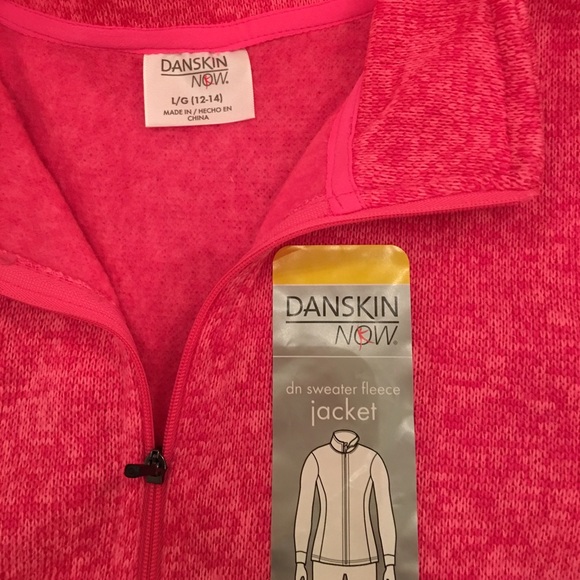 DANSKIN
NOW®
L/G (12-14)
MADE IN / HECHO EN
CHINA
DANSKIN
NOW®
dn sweater fleece
jacket